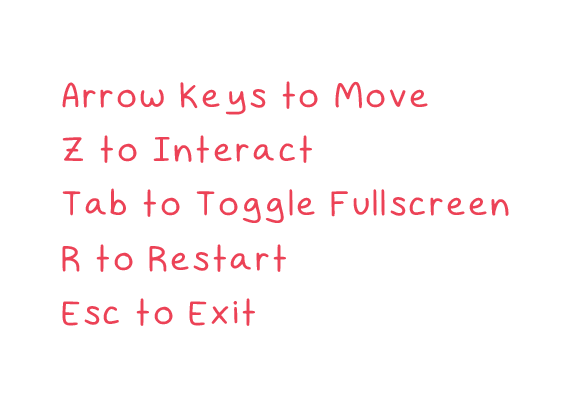 Arrow Keys to Move
Z to Interact
Tab to Toggle Fullscreen
R to Restart
Esc to Exit